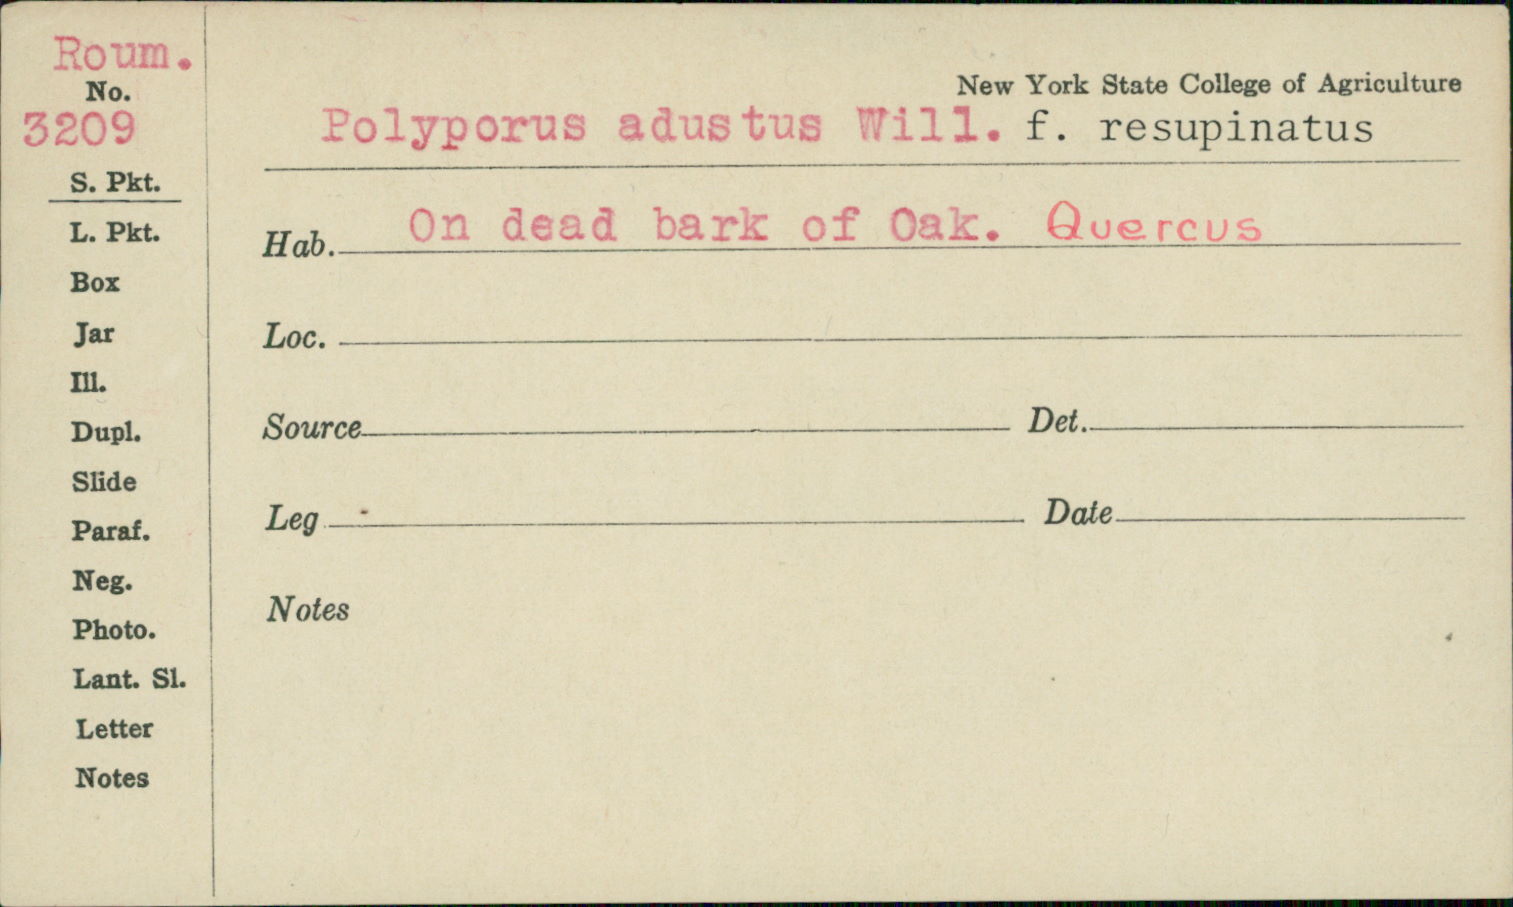 Roum.
No.
3209
S. Pkt.
L. Pkt.
Box
Jar
Ill.
Dupl.
Slide
Paraf.
Neg.
Photo.
Lant. Sl.
Letter
Notes
New York State College of Agriculture
Polyporus adustus Will. f. resupinatus
Hab. On dead bark of Oak. Quercus
Loc.
Source Det.
Leg Date
Notes